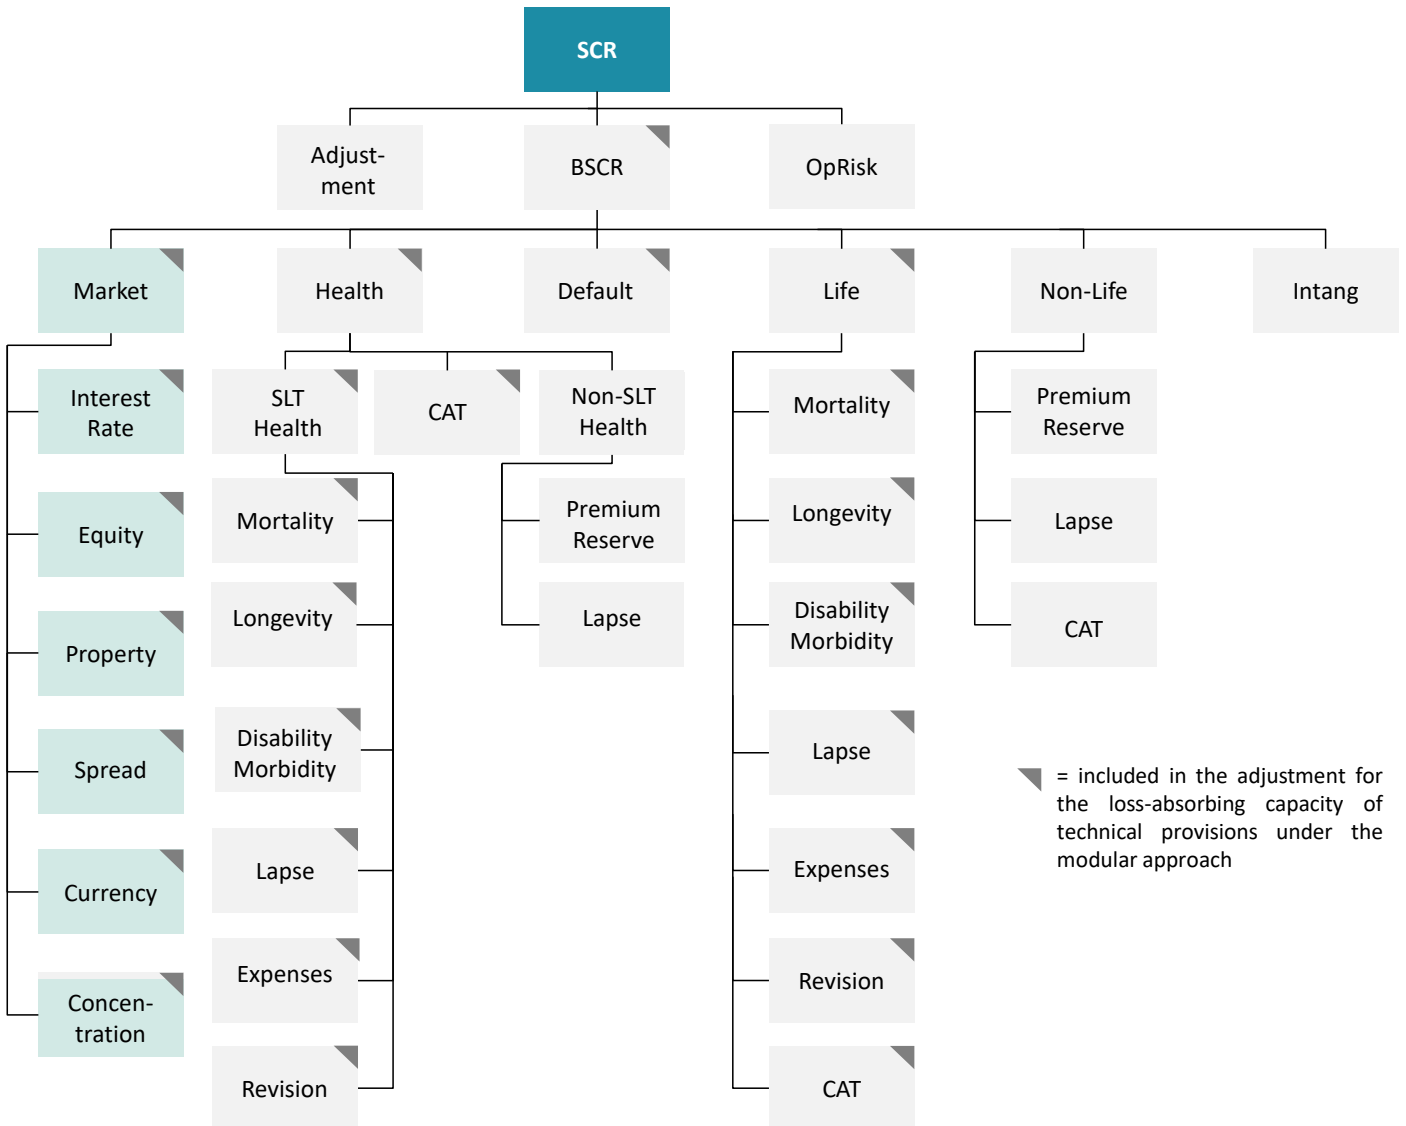 SCR
Adjust-
ment
BSCR
OpRisk
Market
Health
Default
Life
Non-Life
Intang
Interest
Rate
Equity
Property
Spread
Currency
Concen-
tration
SLT
Health
CAT
Non-SLT
Health
Mortality
Longevity
Disability
Morbidity
Lapse
Expenses
Revision
Premium
Reserve
Lapse
Mortality
Longevity
Disability
Morbidity
Lapse
Expenses
Revision
CAT
Premium
Reserve
Lapse
CAT
= included in the adjustment for
the loss-absorbing capacity of
technical provisions under the
modular approach